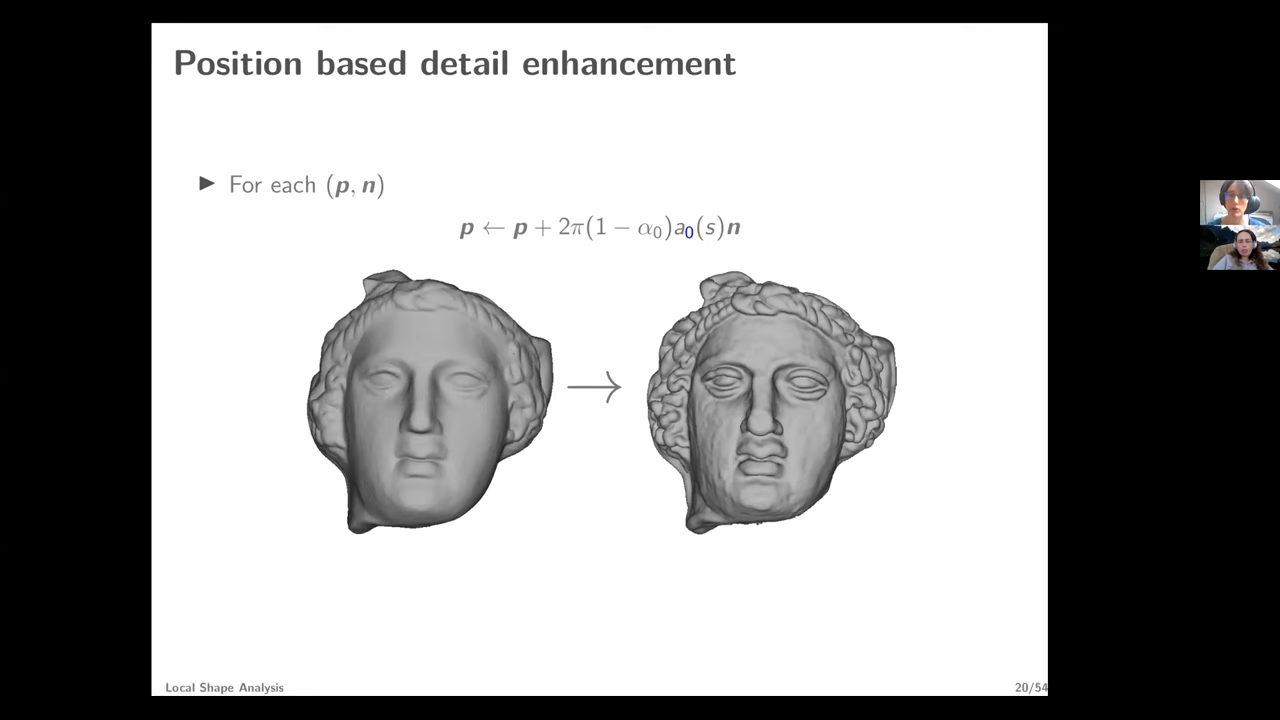 Position based detail enhancement
▶ For each (p, n)
p ← p + 2π(1 − α₀)a₀(s)n
Local Shape Analysis
20/54